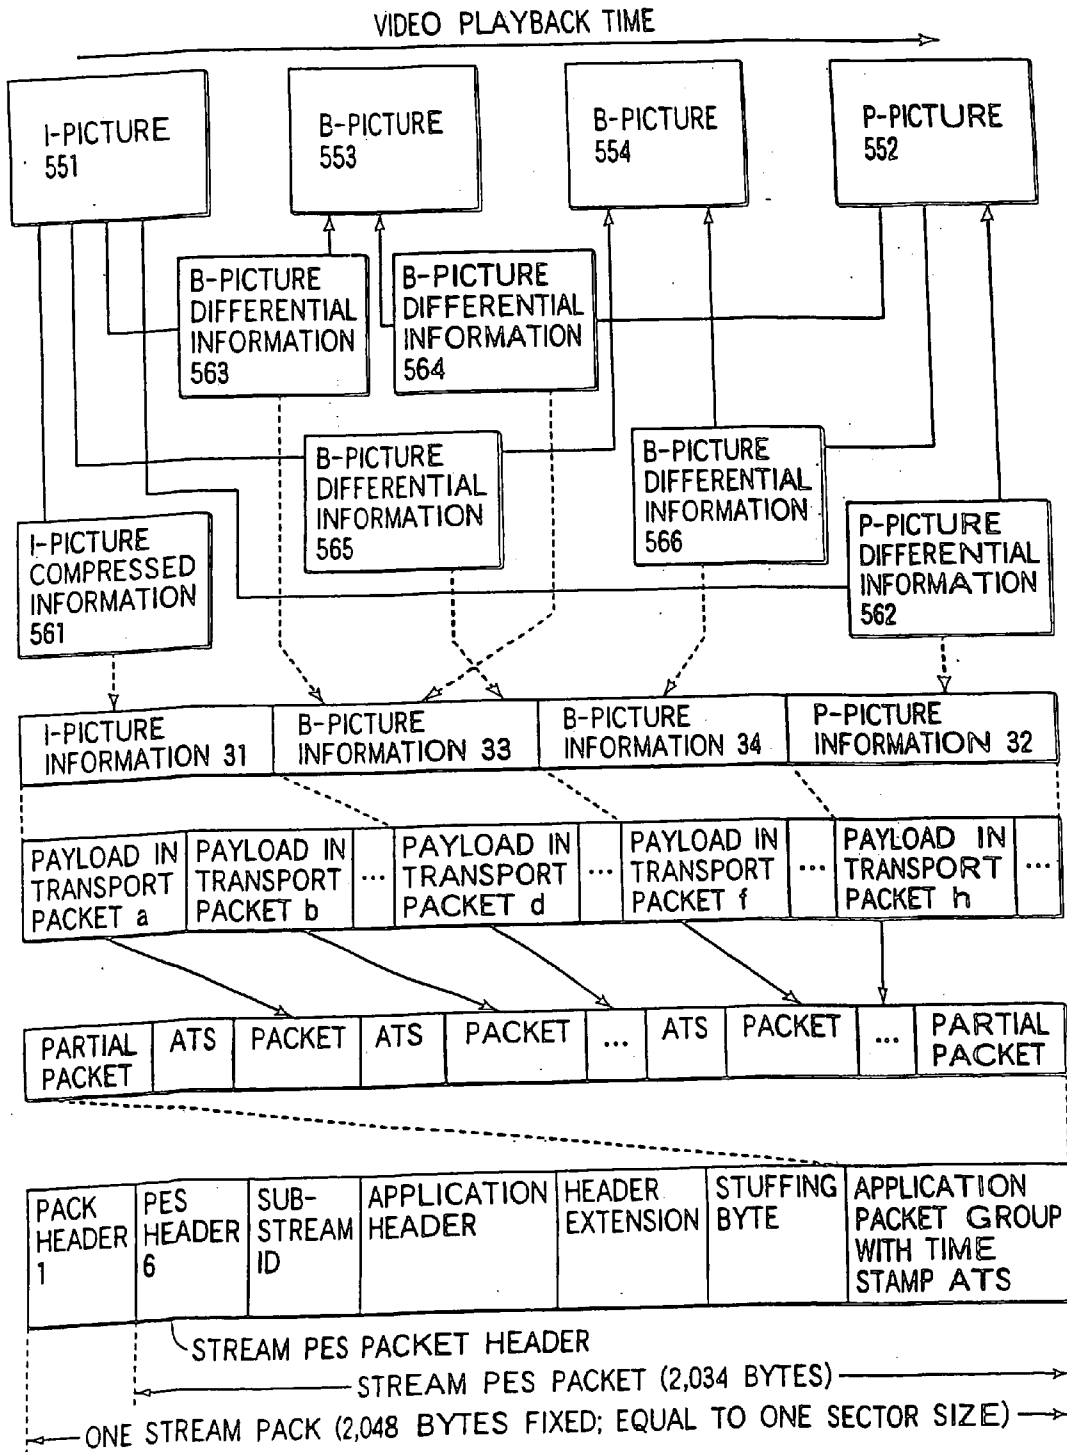 VIDEO PLAYBACK TIME
I-PICTURE
551
B-PICTURE
553
B-PICTURE
554
P-PICTURE
552
B-PICTURE
DIFFERENTIAL
INFORMATION
563
B-PICTURE
DIFFERENTIAL
INFORMATION
564
B-PICTURE
DIFFERENTIAL
INFORMATION
565
B-PICTURE
DIFFERENTIAL
INFORMATION
566
I-PICTURE
COMPRESSED
INFORMATION
561
P-PICTURE
DIFFERENTIAL
INFORMATION
562
I-PICTURE
INFORMATION 31
B-PICTURE
INFORMATION 33
B-PICTURE
INFORMATION 34
P-PICTURE
INFORMATION 32
PAYLOAD IN
TRANSPORT
PACKET a
PAYLOAD IN
TRANSPORT
PACKET b
...
PAYLOAD IN
TRANSPORT
PACKET d
...
PAYLOAD IN
TRANSPORT
PACKET f
...
PAYLOAD IN
TRANSPORT
PACKET h
...
PARTIAL
PACKET
ATS
PACKET
ATS
PACKET
...
ATS
PACKET
...
PARTIAL
PACKET
PACK
HEADER
1
PES
HEADER
6
SUB-
STREAM
ID
APPLICATION
HEADER
HEADER
EXTENSION
STUFFING
BYTE
APPLICATION
PACKET GROUP
WITH TIME
STAMP ATS
STREAM PES PACKET HEADER
STREAM PES PACKET (2,034 BYTES)
ONE STREAM PACK (2,048 BYTES FIXED; EQUAL TO ONE SECTOR SIZE)